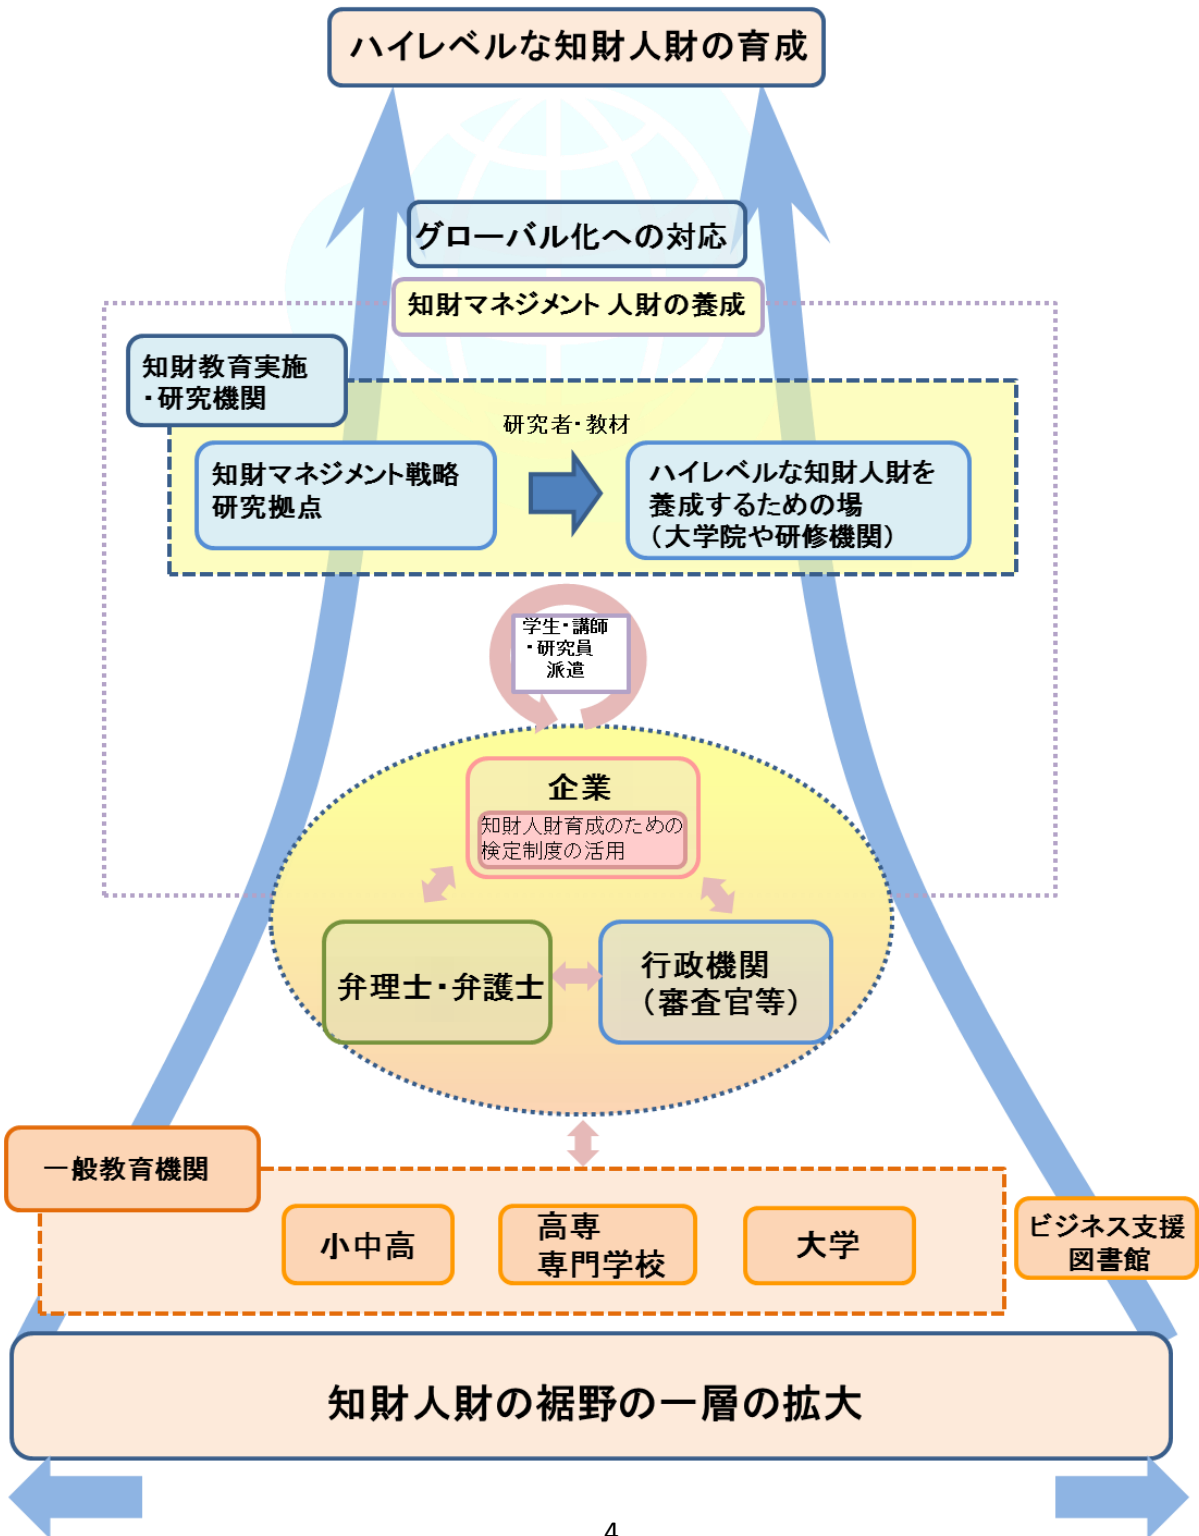 ハイレベルな知財人財の育成
グローバル化への対応
知財マネジメント 人財の養成
知財教育実施
・研究機関
研究者・教材
知財マネジメント戦略
研究拠点
ハイレベルな知財人財を
養成するための場
（大学院や研修機関）
学生・講師
・研究員
派遣
企業
知財人財育成のための
検定制度の活用
弁理士・弁護士
行政機関
（審査官等）
一般教育機関
小中高
高専
専門学校
大学
ビジネス支援
図書館
知財人財の裾野の一層の拡大
4